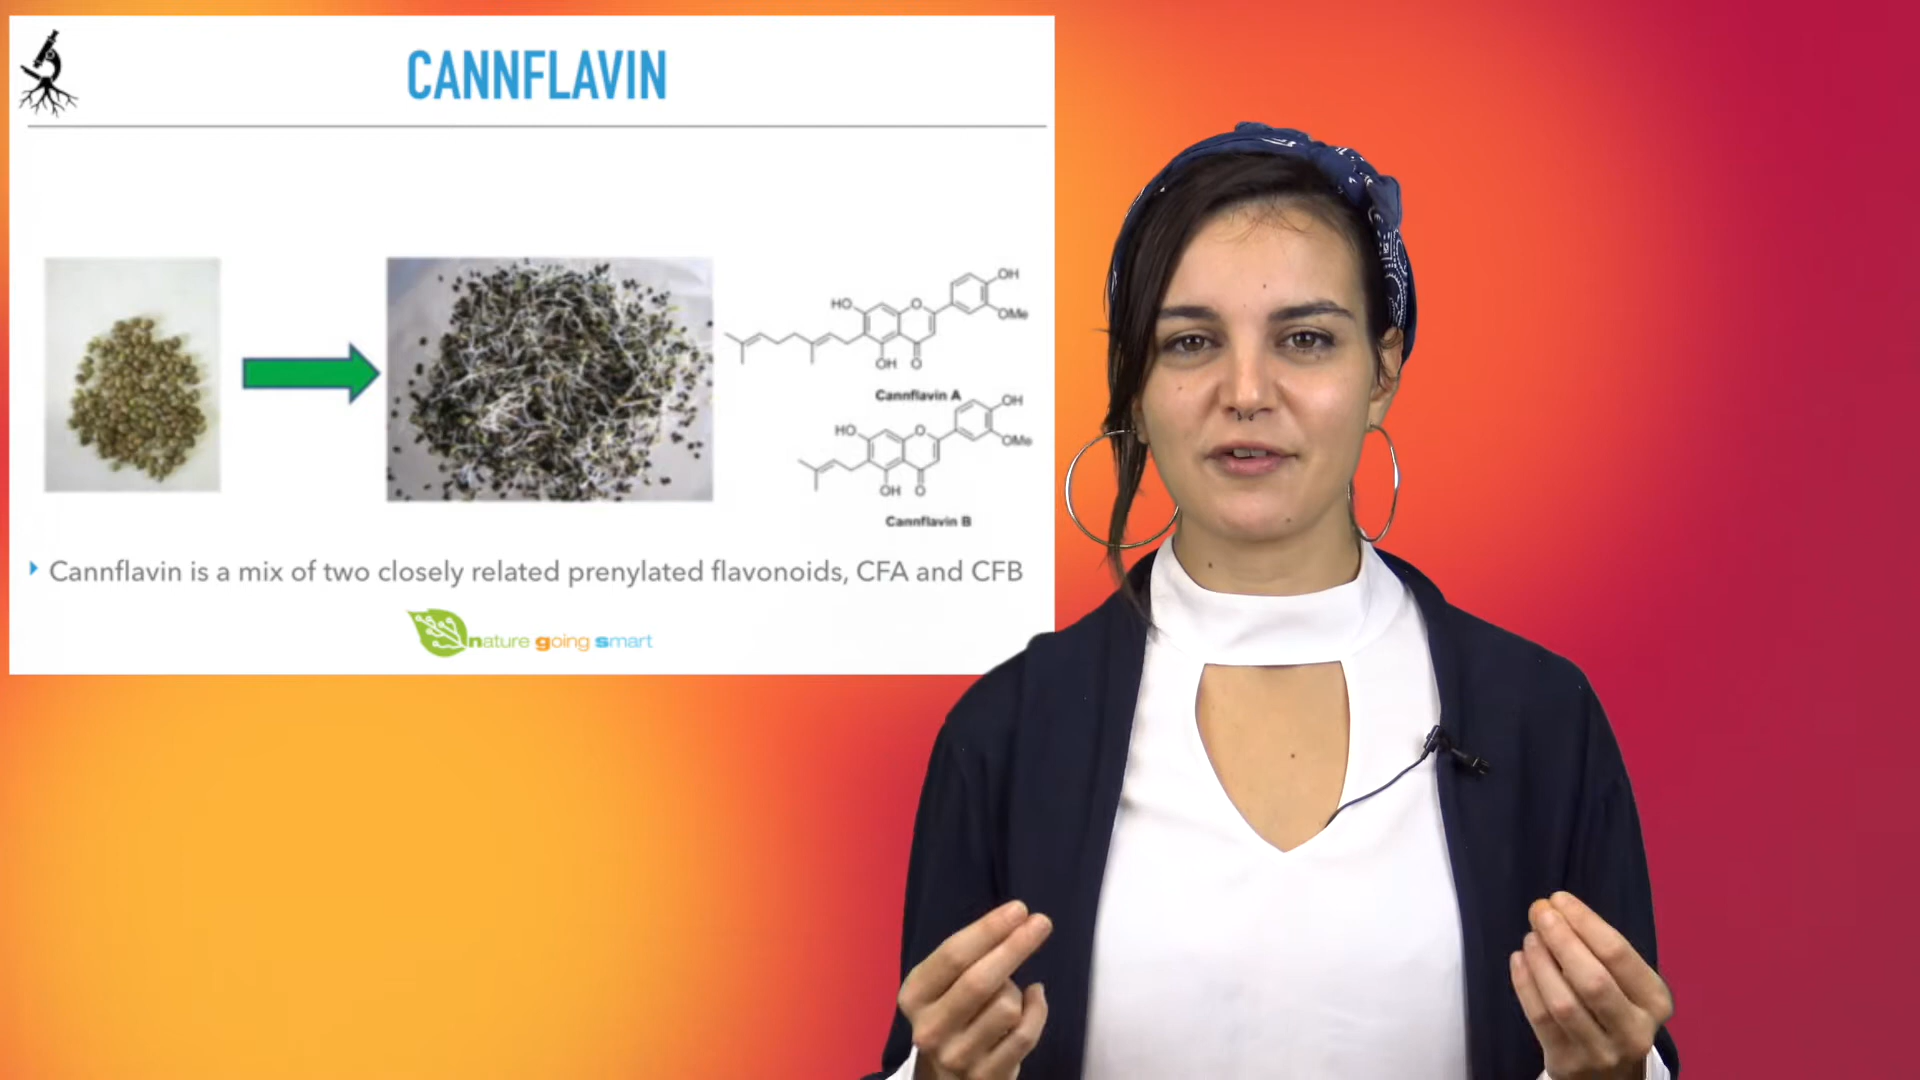 CANNFLAVIN
OH
HO
O
OMe
OH
O
Cannflavin A
OH
HO
O
OMe
OH
O
Cannflavin B
Cannflavin is a mix of two closely related prenylated flavonoids, CFA and CFB
nature going smart